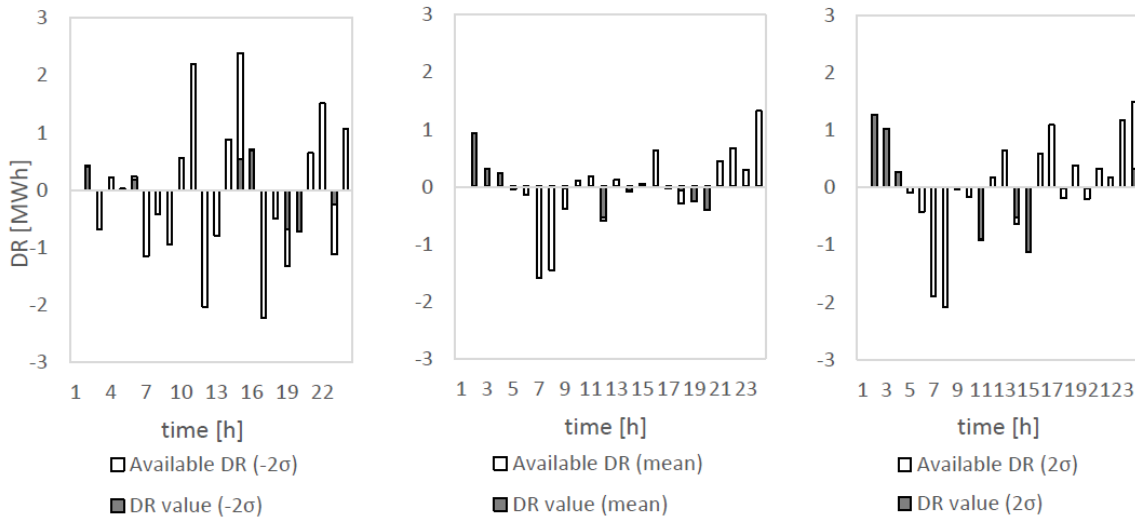 3
2
1
0
-1
-2
-3
DR [MWh]
1 4 7 10 13 16 19 22
time [h]
Available DR (-2σ)
DR value (-2σ)
3
2
1
0
-1
-2
-3
1 3 5 7 9 11 13 15 17 19 21 23
time [h]
Available DR (mean)
DR value (mean)
3
2
1
0
-1
-2
-3
1 3 5 7 9 11 13 15 17 19 21 23
time [h]
Available DR (2σ)
DR value (2σ)